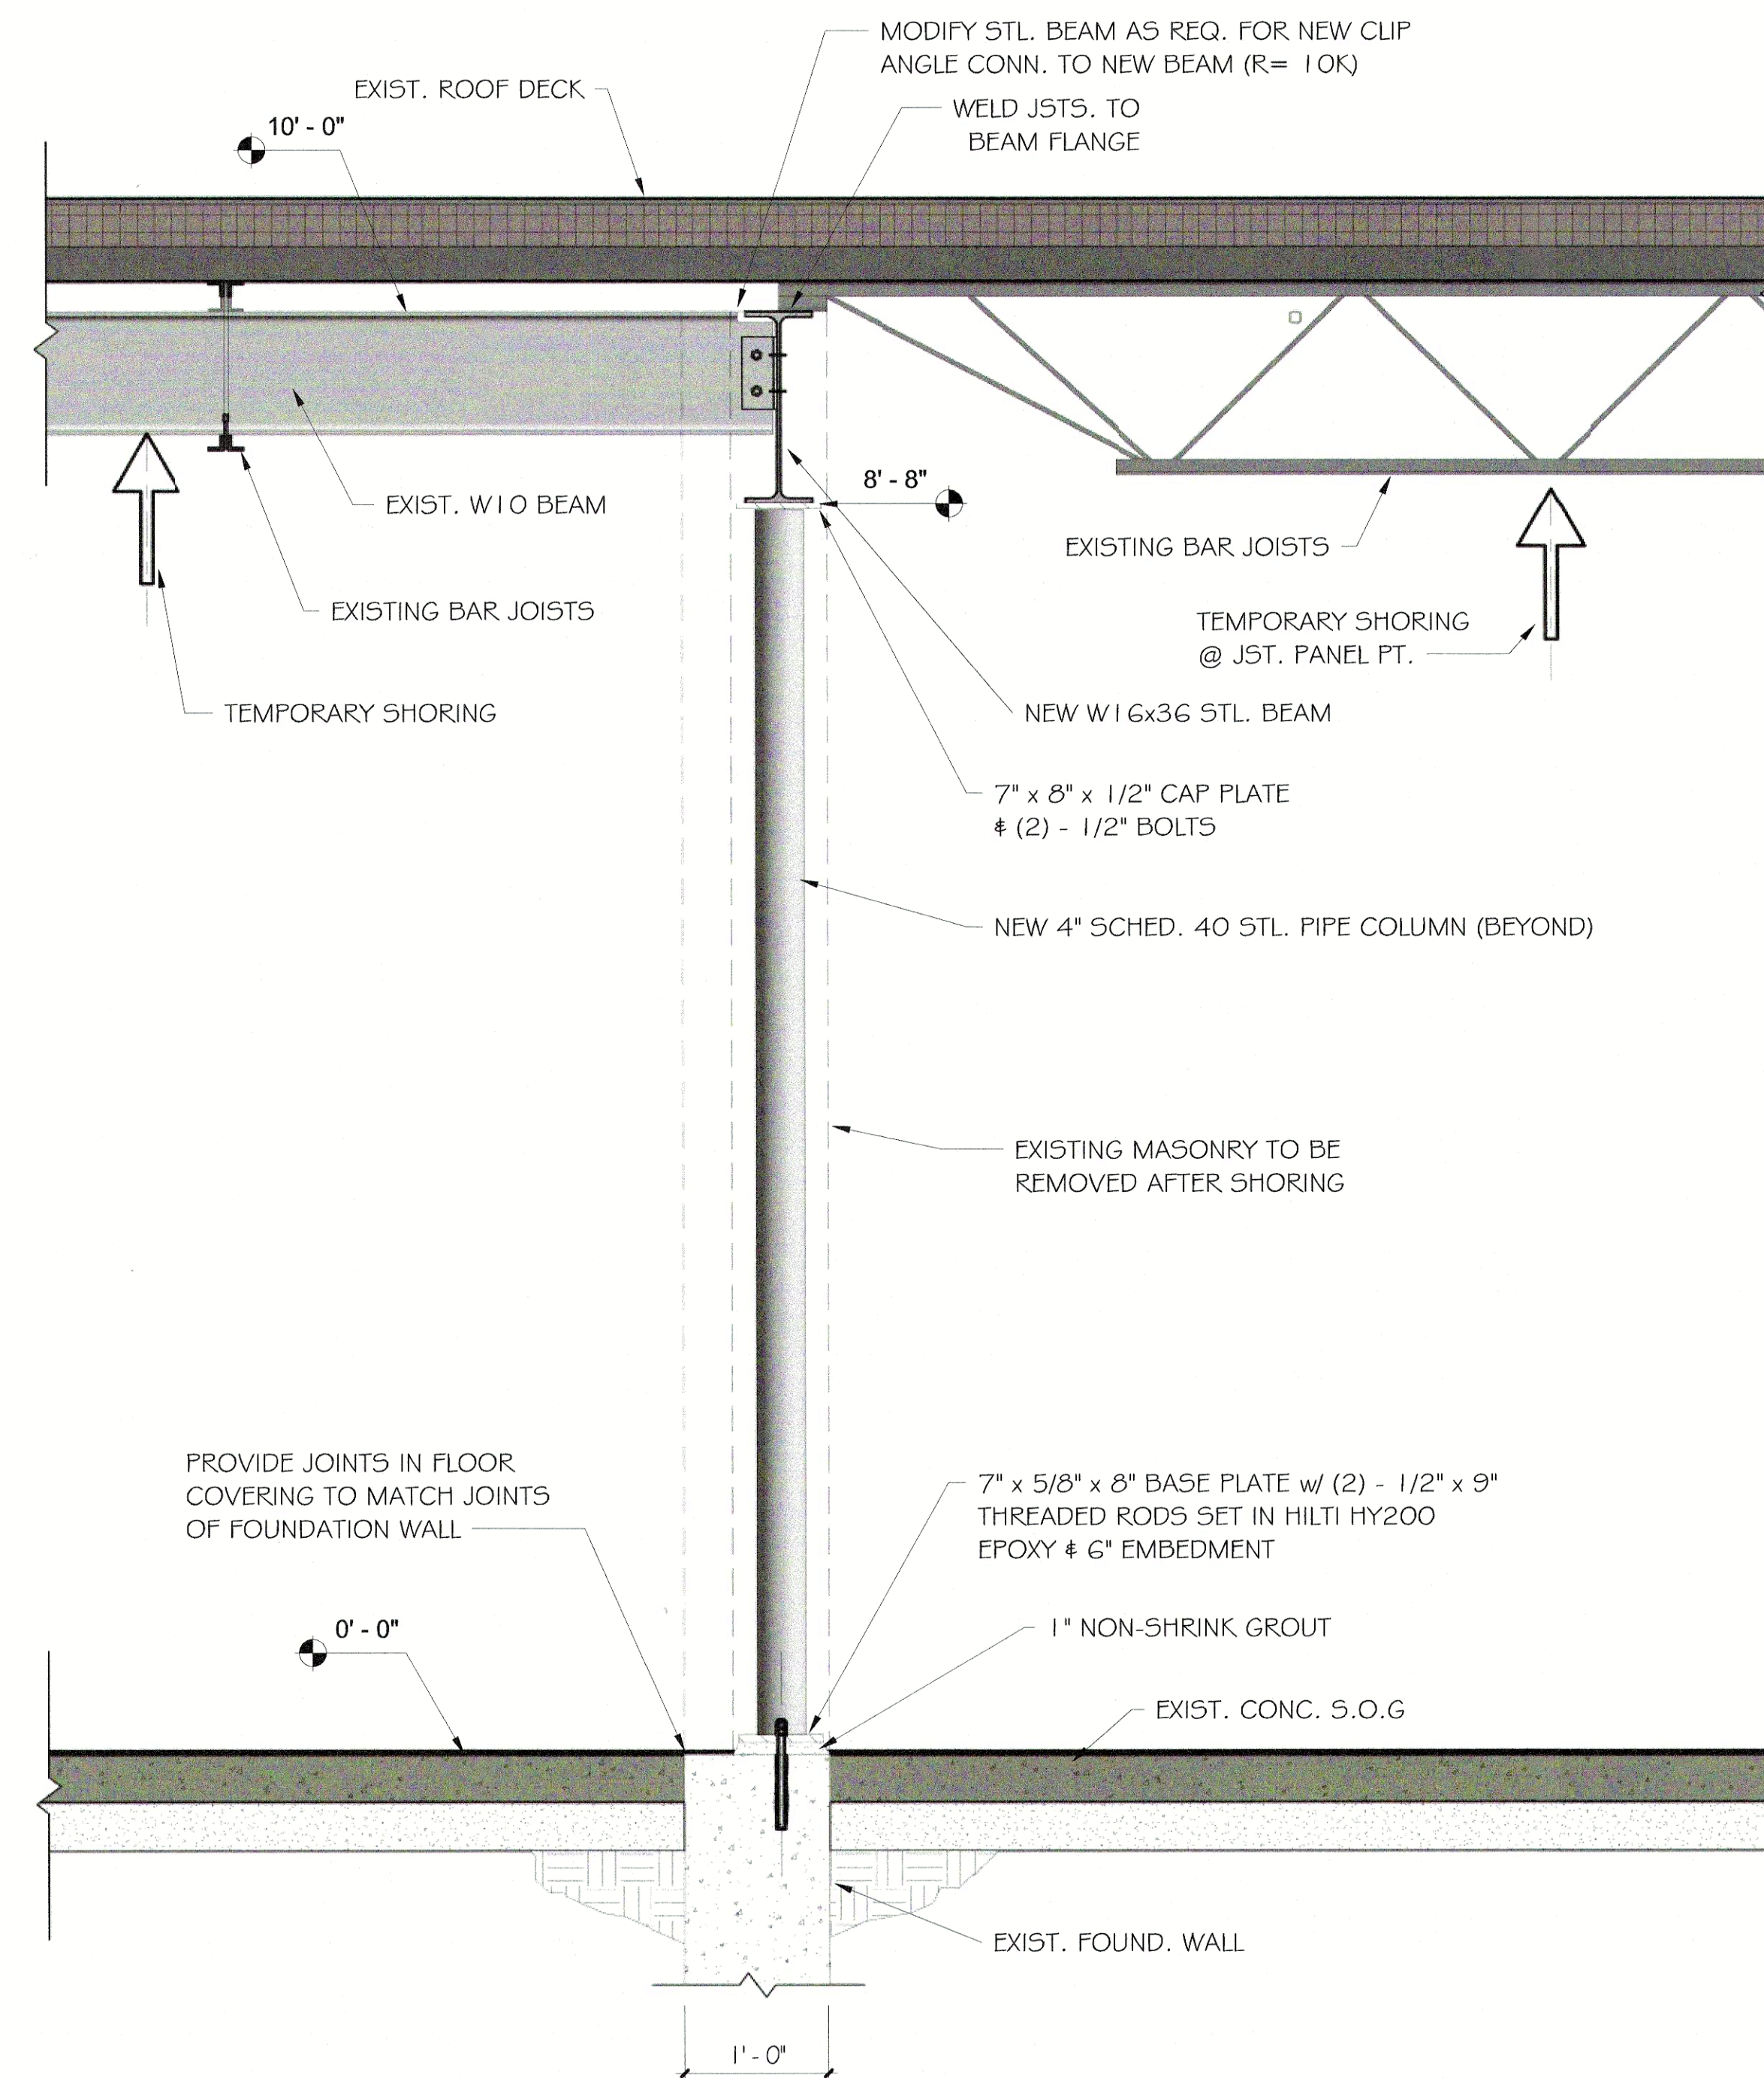 MODIFY STL. BEAM AS REQ. FOR NEW CLIP
ANGLE CONN. TO NEW BEAM (R= 10K)
EXIST. ROOF DECK
WELD JSTS. TO
BEAM FLANGE
10' - 0"
8' - 8"
EXIST. W10 BEAM
EXISTING BAR JOISTS
EXISTING BAR JOISTS
TEMPORARY SHORING
@ JST. PANEL PT.
TEMPORARY SHORING
NEW W16x36 STL. BEAM
7" x 8" x 1/2" CAP PLATE
& (2) - 1/2" BOLTS
NEW 4" SCHED. 40 STL. PIPE COLUMN (BEYOND)
EXISTING MASONRY TO BE
REMOVED AFTER SHORING
PROVIDE JOINTS IN FLOOR
COVERING TO MATCH JOINTS
OF FOUNDATION WALL
7" x 5/8" x 8" BASE PLATE w/ (2) - 1/2" x 9"
THREADED RODS SET IN HILTI HY200
EPOXY & 6" EMBEDMENT
0' - 0"
1" NON-SHRINK GROUT
EXIST. CONC. S.O.G
EXIST. FOUND. WALL
1' - 0"